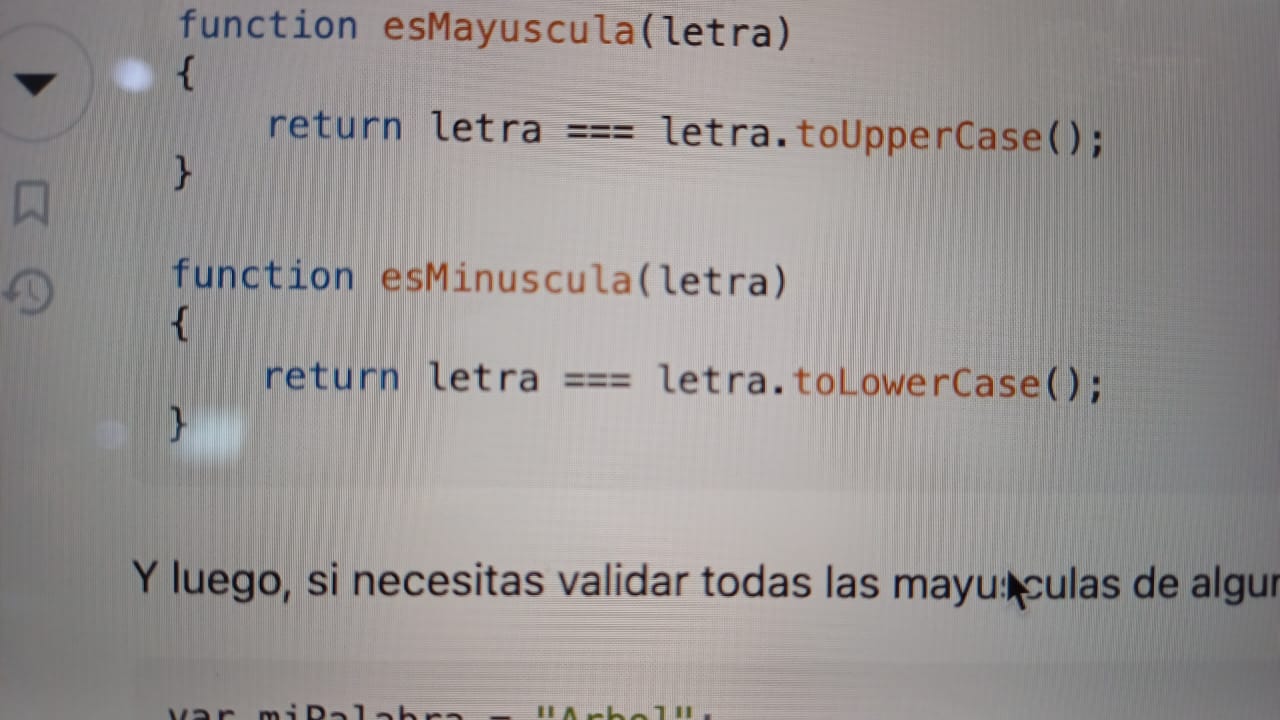 function esMayuscula(letra)
{
return letra === letra.toUpperCase();
}
function esMinuscula(letra)
{
return letra === letra.toLowerCase();
}
Y luego, si necesitas validar todas las mayusculas de
var miPalabra = "Arbol";